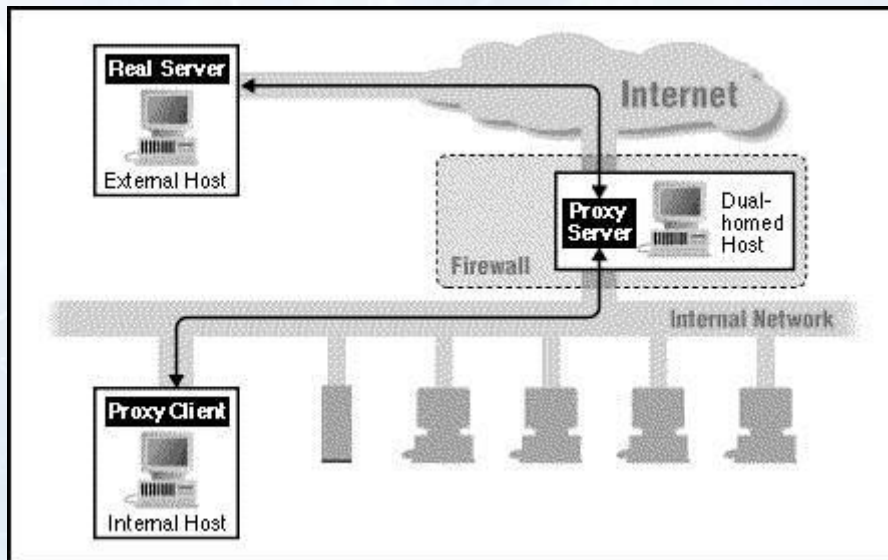 Real Server
External Host
Internet
Proxy
Server
Dual-
homed
Host
Firewall
Internal Network
Proxy Client
Internal Host